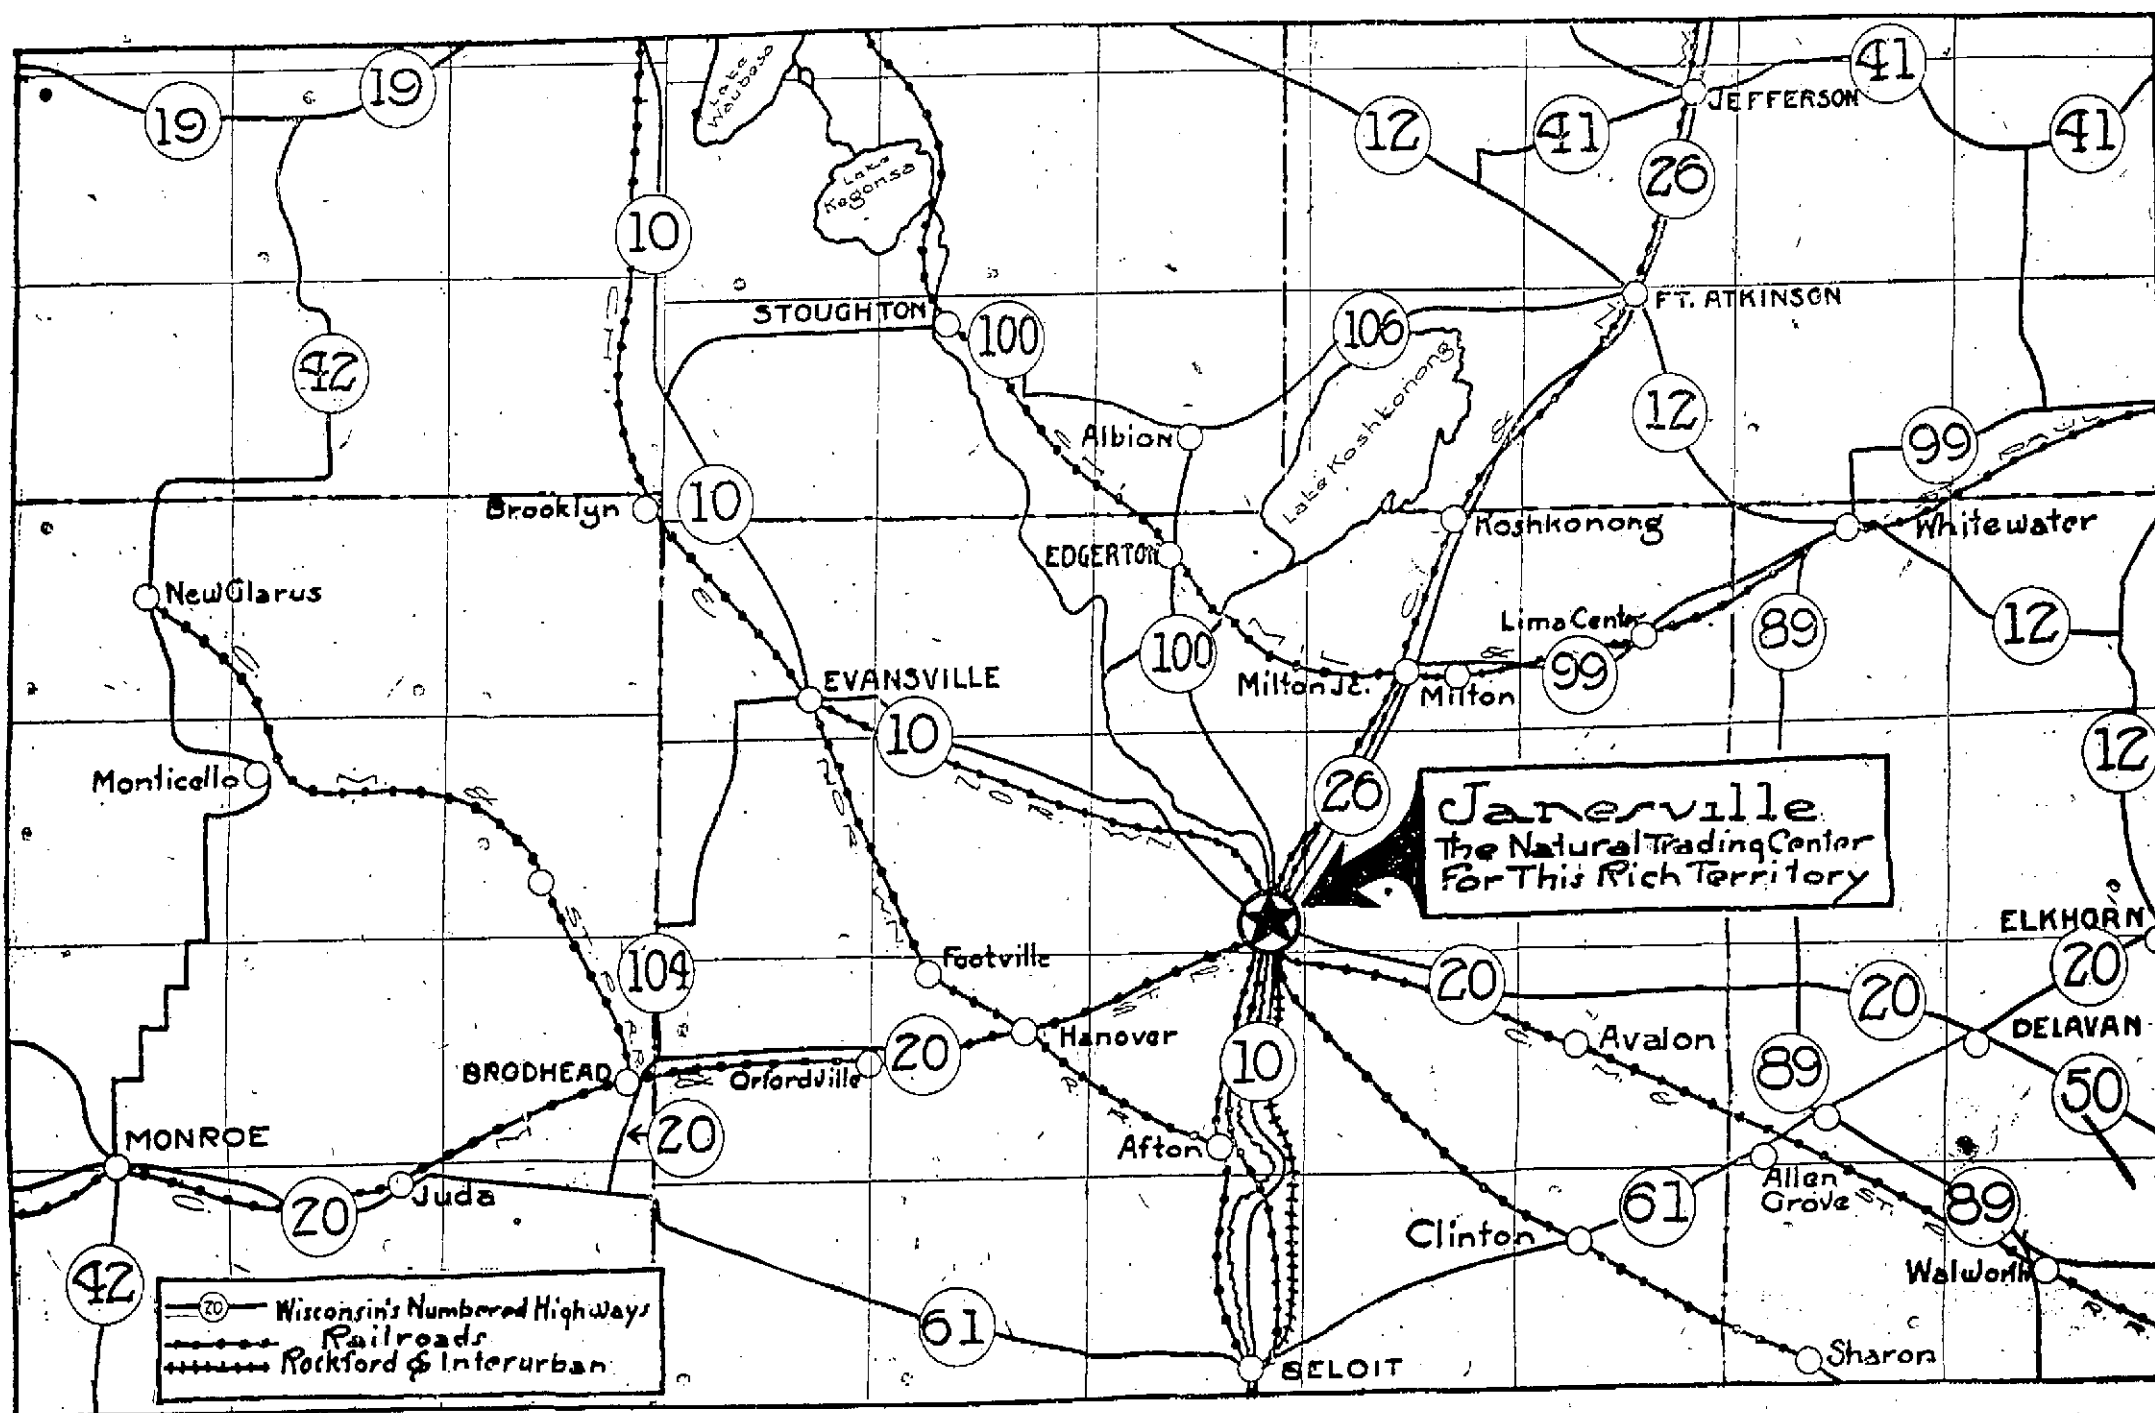 Lake
Waubesa
41
JEFFERSON
19
19
12
41
41
26
Lake
Kegonsa
10
FT. ATKINSON
STOUGHTON
100
106
42
Lake Koshkonong
12
Albion
99
10
Brooklyn
Koshkonong
Whitewater
EDGERTON
New Glarus
Lima Center
89
12
100
99
EVANSVILLE
Milton Jc.
Milton
10
12
Monticello
26
Janesville
The Natural Trading Center
For This Rich Territory
ELKHORN
20
104
Footville
20
20
Hanover
Avalon
DELAVAN
20
10
BRODHEAD
Orfordville
89
50
MONROE
20
Afton
Allen
Grove
20
Juda
61
89
Clinton
42
Walworth
20
Wisconsin's Numbered Highways
Railroads
Rockford & Interurban
61
BELOIT
Sharon